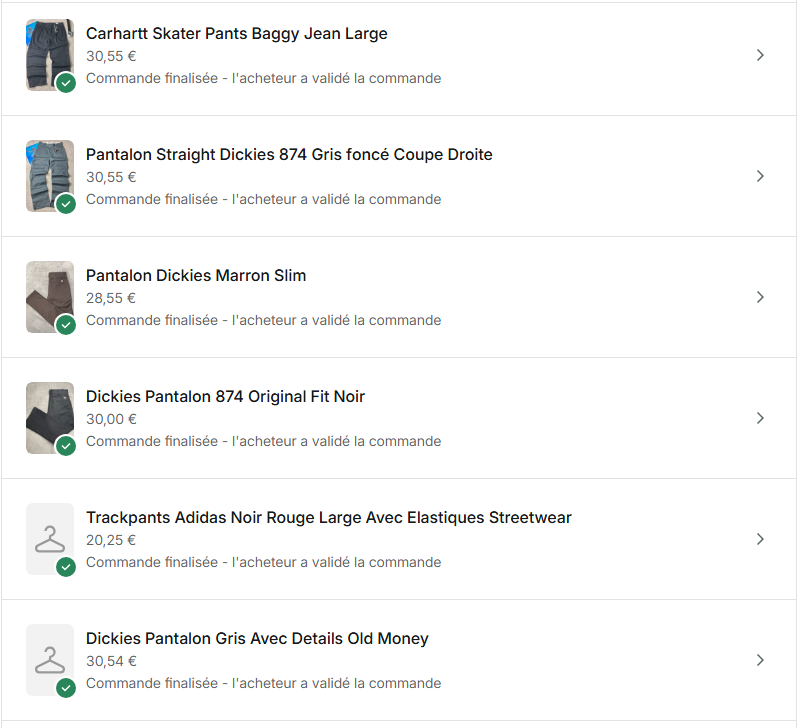 Carhartt Skater Pants Baggy Jean Large
30,55 €
Commande finalisée - l'acheteur a validé la commande
Pantalon Straight Dickies 874 Gris foncé Coupe Droite
30,55 €
Commande finalisée - l'acheteur a validé la commande
Pantalon Dickies Marron Slim
28,55 €
Commande finalisée - l'acheteur a validé la commande
Dickies Pantalon 874 Original Fit Noir
30,00 €
Commande finalisée - l'acheteur a validé la commande
Trackpants Adidas Noir Rouge Large Avec Elastiques Streetwear
20,25 €
Commande finalisée - l'acheteur a validé la commande
Dickies Pantalon Gris Avec Details Old Money
30,54 €
Commande finalisée - l'acheteur a validé la commande